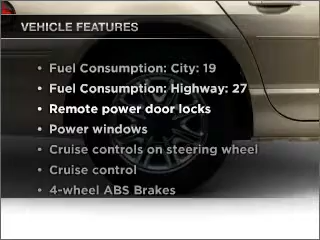 VEHICLE FEATURES
• Fuel Consumption: City: 19
• Fuel Consumption: Highway: 27
• Remote power door locks
• Power windows
• Cruise controls on steering wheel
• Cruise control
• 4-wheel ABS Brakes